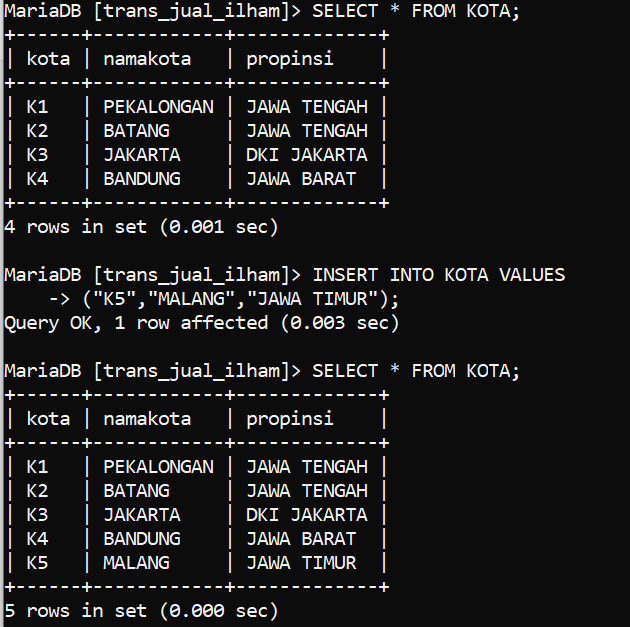 MariaDB [trans_jual_ilham]> SELECT * FROM KOTA;
+------+------------+-------------+
| kota | namakota   | propinsi    |
+------+------------+-------------+
| K1   | PEKALONGAN | JAWA TENGAH |
| K2   | BATANG     | JAWA TENGAH |
| K3   | JAKARTA    | DKI JAKARTA |
| K4   | BANDUNG    | JAWA BARAT  |
+------+------------+-------------+
4 rows in set (0.001 sec)

MariaDB [trans_jual_ilham]> INSERT INTO KOTA VALUES
    -> ("K5","MALANG","JAWA TIMUR");
Query OK, 1 row affected (0.003 sec)

MariaDB [trans_jual_ilham]> SELECT * FROM KOTA;
+------+------------+-------------+
| kota | namakota   | propinsi    |
+------+------------+-------------+
| K1   | PEKALONGAN | JAWA TENGAH |
| K2   | BATANG     | JAWA TENGAH |
| K3   | JAKARTA    | DKI JAKARTA |
| K4   | BANDUNG    | JAWA BARAT  |
| K5   | MALANG     | JAWA TIMUR  |
+------+------------+-------------+
5 rows in set (0.000 sec)